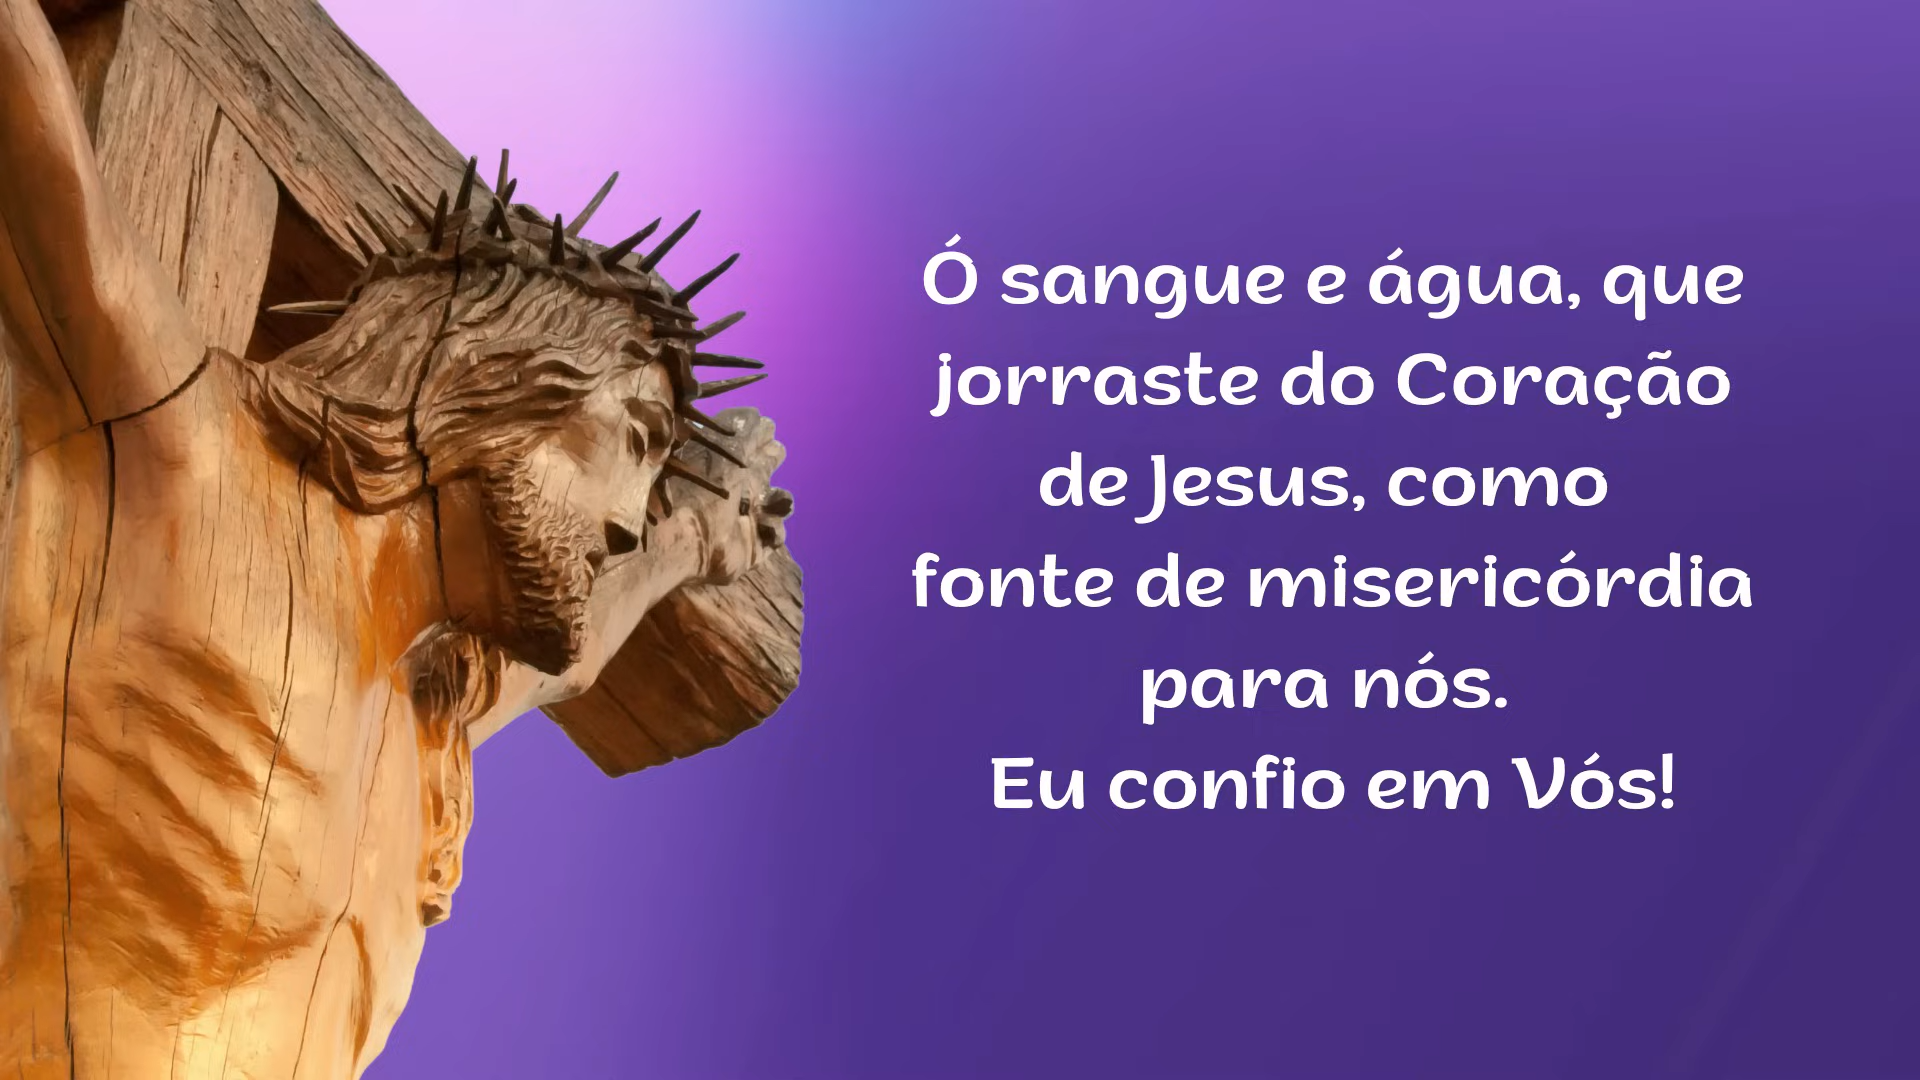 Ó sangue e água, que
jorraste do Coração
de Jesus, como
fonte de misericórdia
para nós.
Eu confio em Vós!